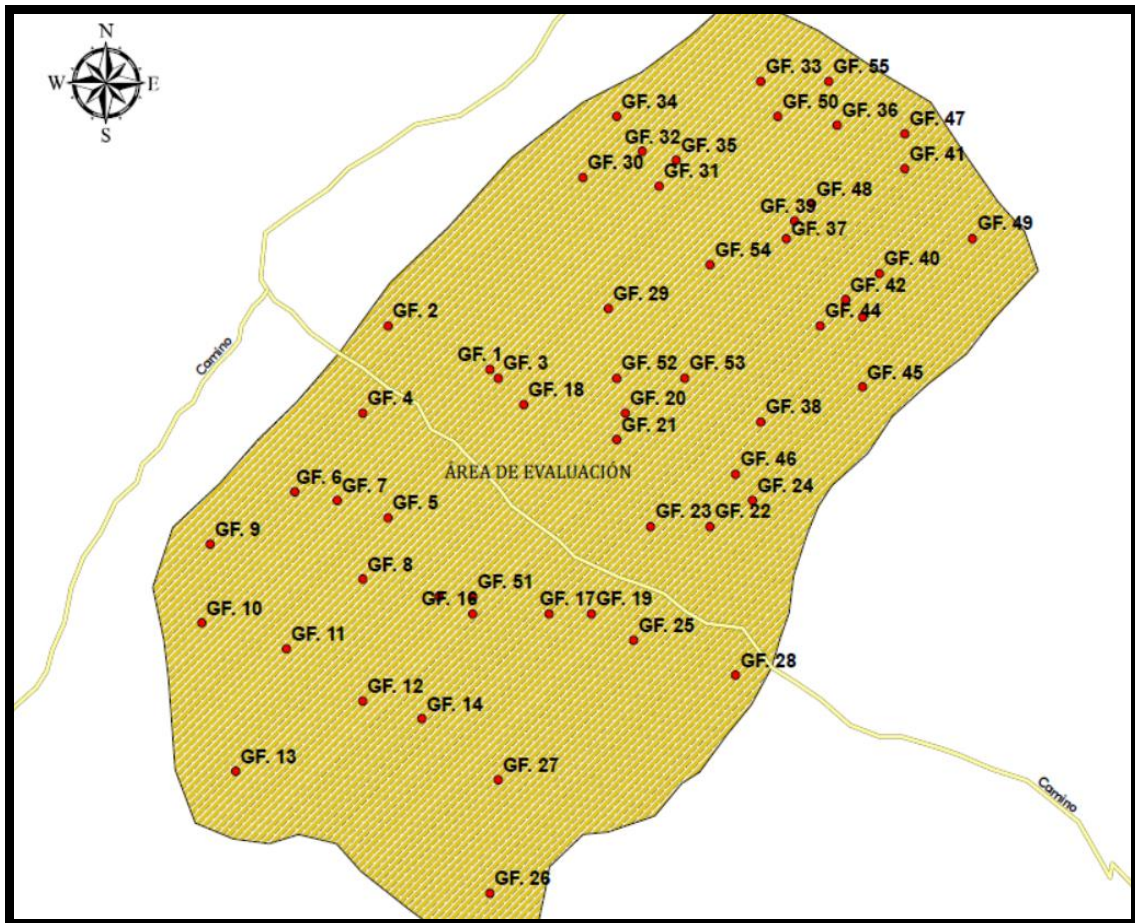 N
W E
S
GF. 33
GF. 55
GF. 34
GF. 50
GF. 36
GF. 47
GF. 32
GF. 35
GF. 30
GF. 31
GF. 41
GF. 48
GF. 39
GF. 37
GF. 49
GF. 54
GF. 40
GF. 42
GF. 29
GF. 44
GF. 2
Camino
GF. 1
GF. 3
GF. 52
GF. 53
GF. 18
GF. 45
GF. 4
GF. 20
GF. 38
GF. 21
ÁREA DE EVALUACIÓN
GF. 46
GF. 6
GF. 7
GF. 24
GF. 5
GF. 23
GF. 22
GF. 9
GF. 8
GF. 51
GF. 17
GF. 19
GF. 10
GF. 25
GF. 11
GF. 28
GF. 12
GF. 14
GF. 13
GF. 27
Camino
GF. 26